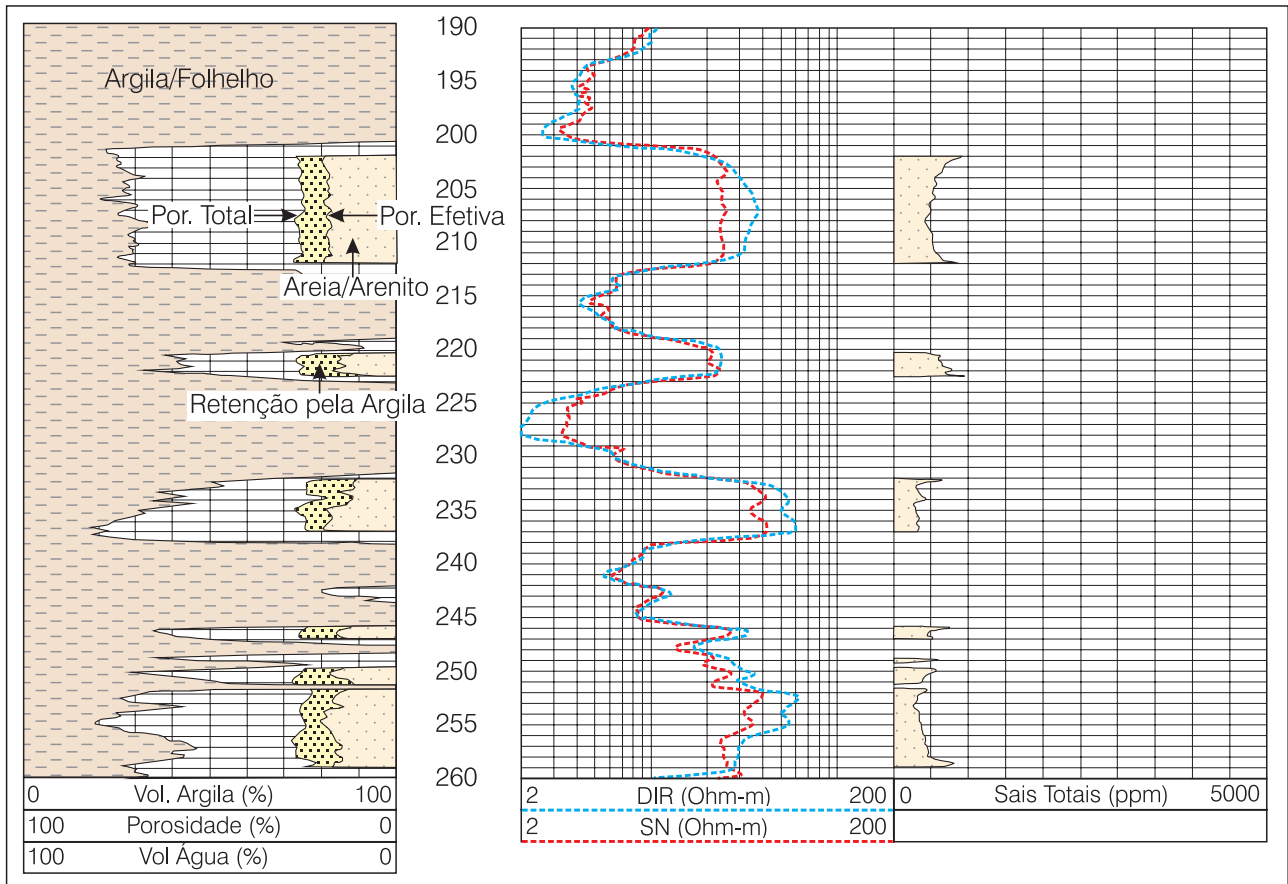 Argila/Folhelho
Por. Total
Por. Efetiva
Areia/Arenito
Retenção pela Argila
190
195
200
205
210
215
220
225
230
235
240
245
250
255
260
0 Vol. Argila (%) 100
100 Porosidade (%) 0
100 Vol Água (%) 0
2 DIR (Ohm-m) 200
2 SN (Ohm-m) 200
0 Sais Totais (ppm) 5000